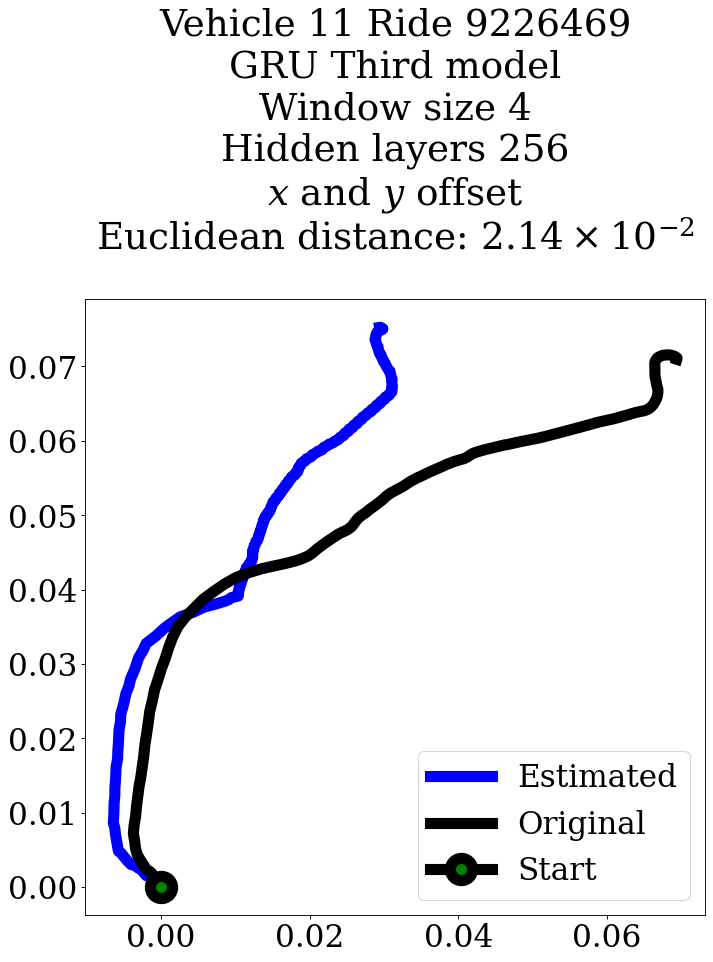 Vehicle 11 Ride 9226469
GRU Third model
Window size 4
Hidden layers 256
x and y offset
Euclidean distance: 2.14 × 10⁻²
0.07
0.06
0.05
0.04
0.03
0.02
0.01
0.00
Estimated
Original
Start
0.00 0.02 0.04 0.06